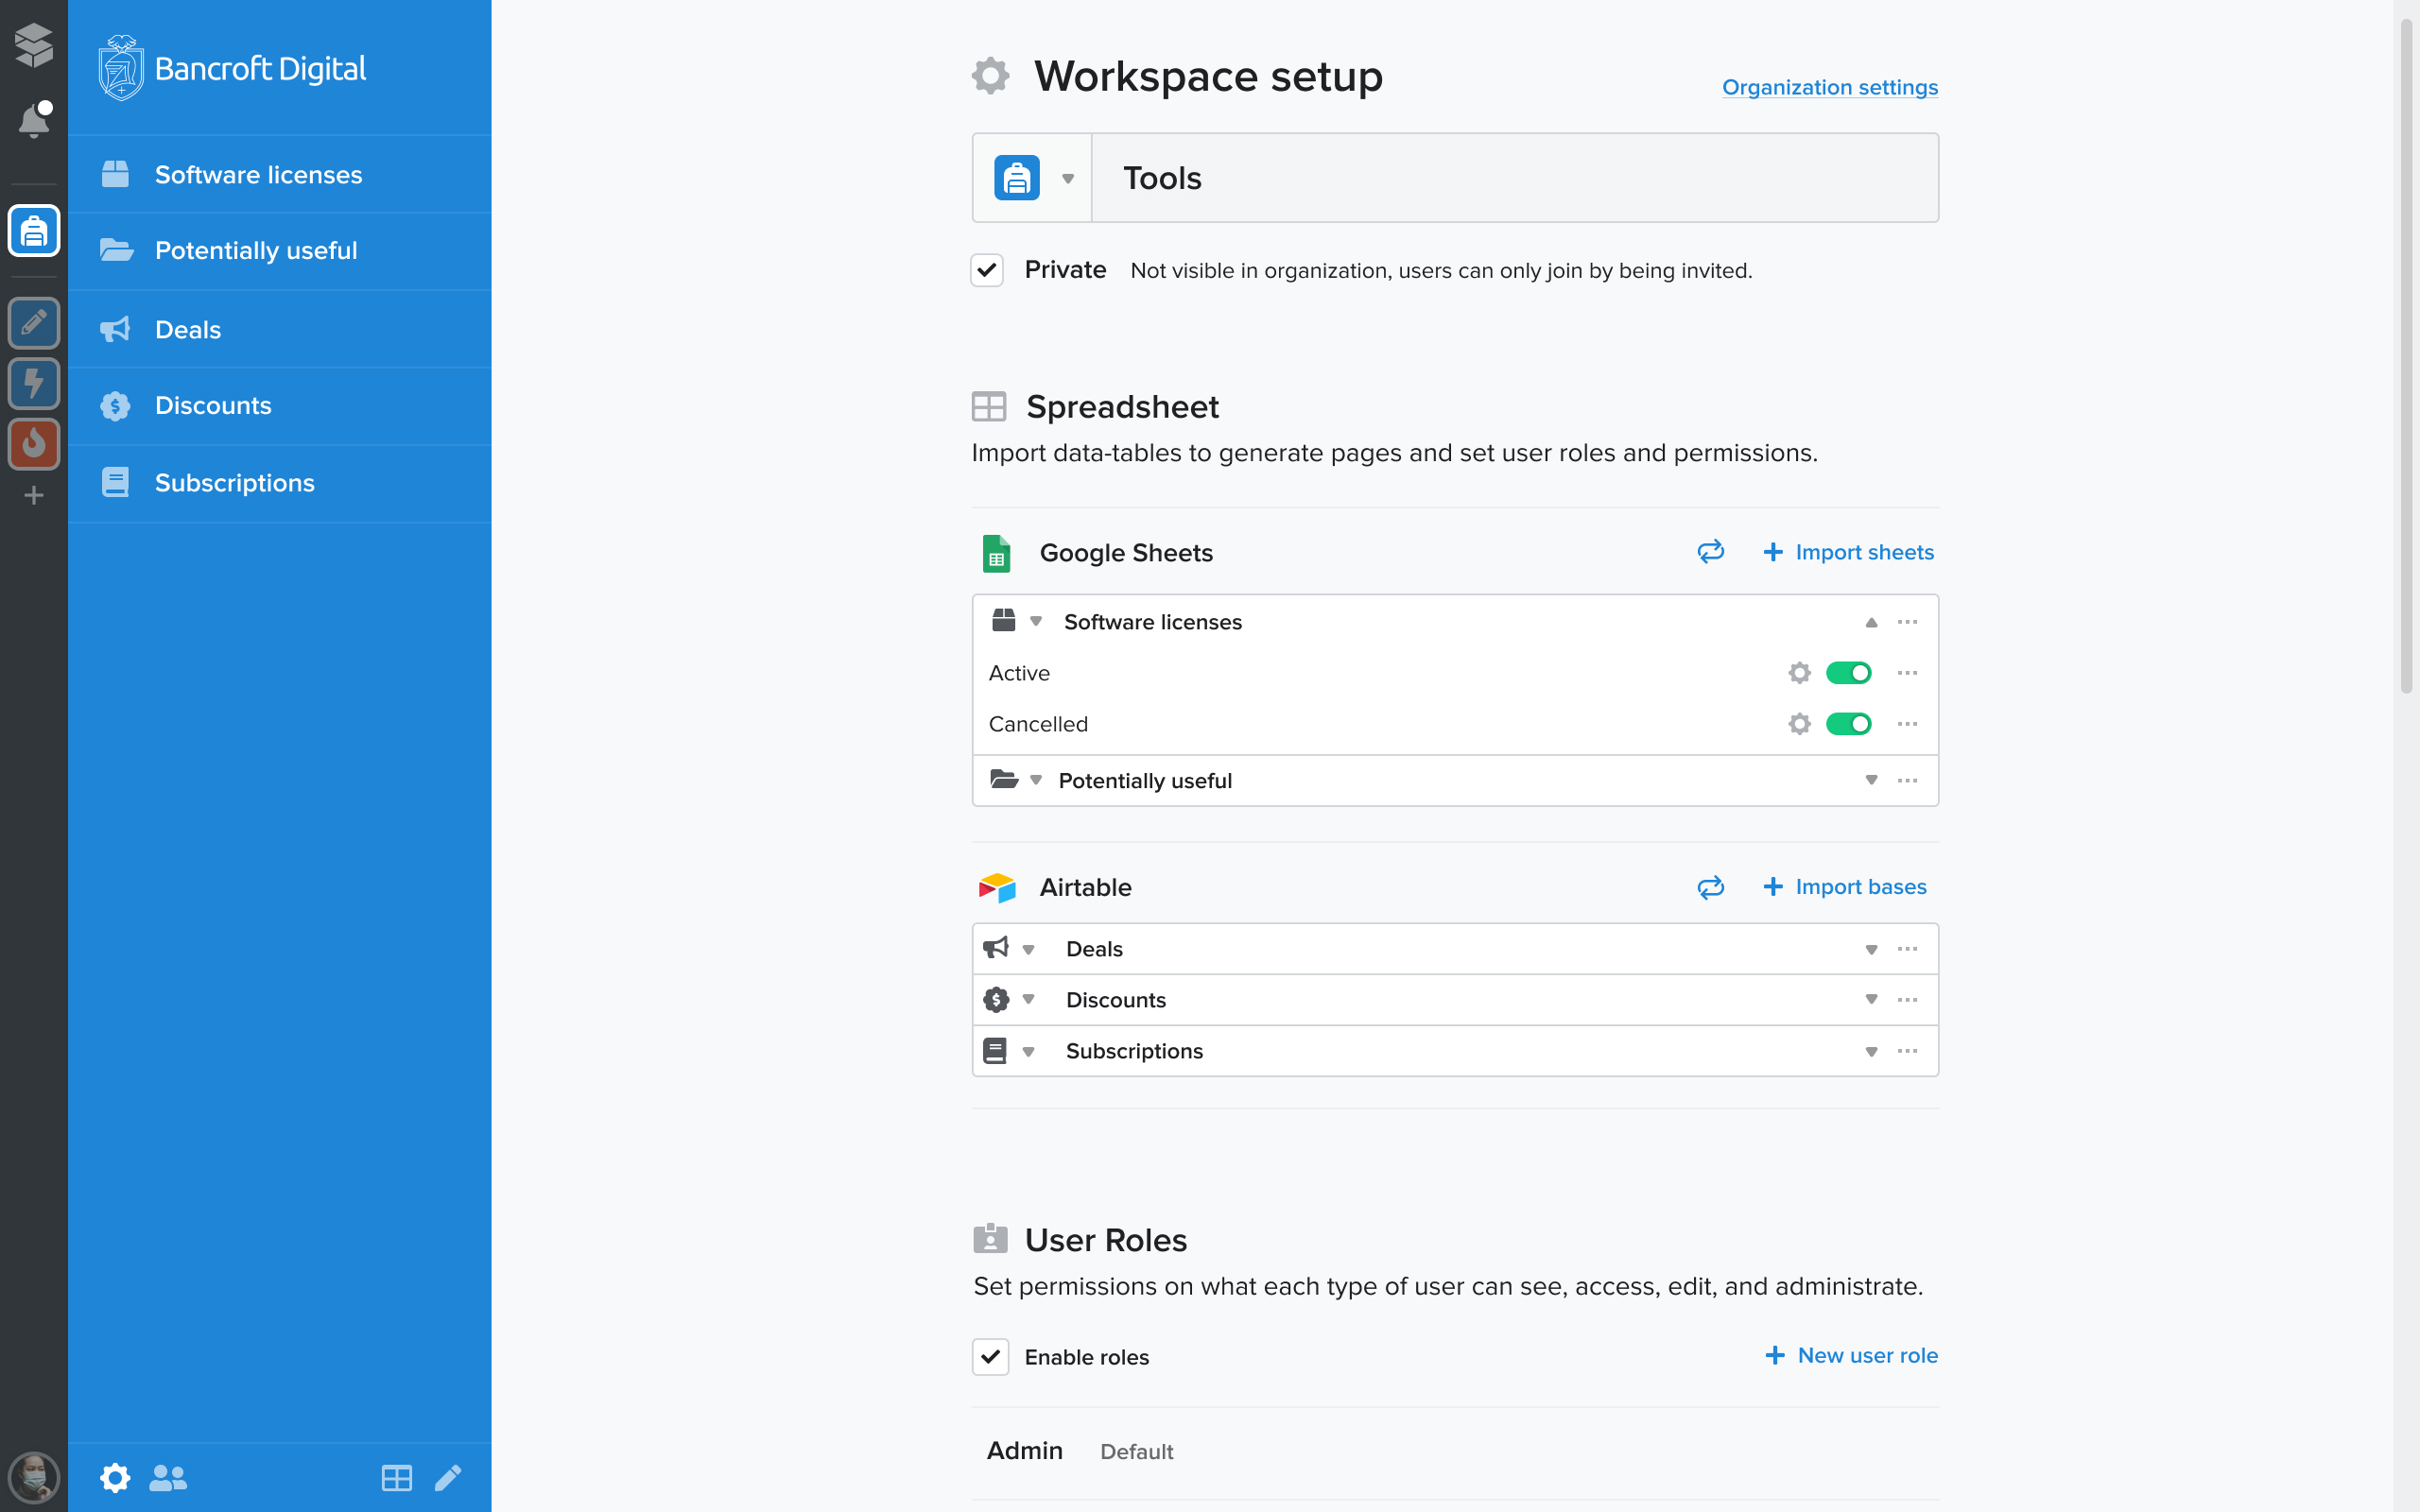 Bancroft Digital
Software licenses
Potentially useful
Deals
Discounts
Subscriptions
Workspace setup
Organization settings
Tools
Private Not visible in organization, users can only join by being invited.
Spreadsheet
Import data-tables to generate pages and set user roles and permissions.
Google Sheets
Import sheets
Software licenses
Active
Cancelled
Potentially useful
Airtable
Import bases
Deals
Discounts
Subscriptions
User Roles
Set permissions on what each type of user can see, access, edit, and administrate.
Enable roles
New user role
Admin Default